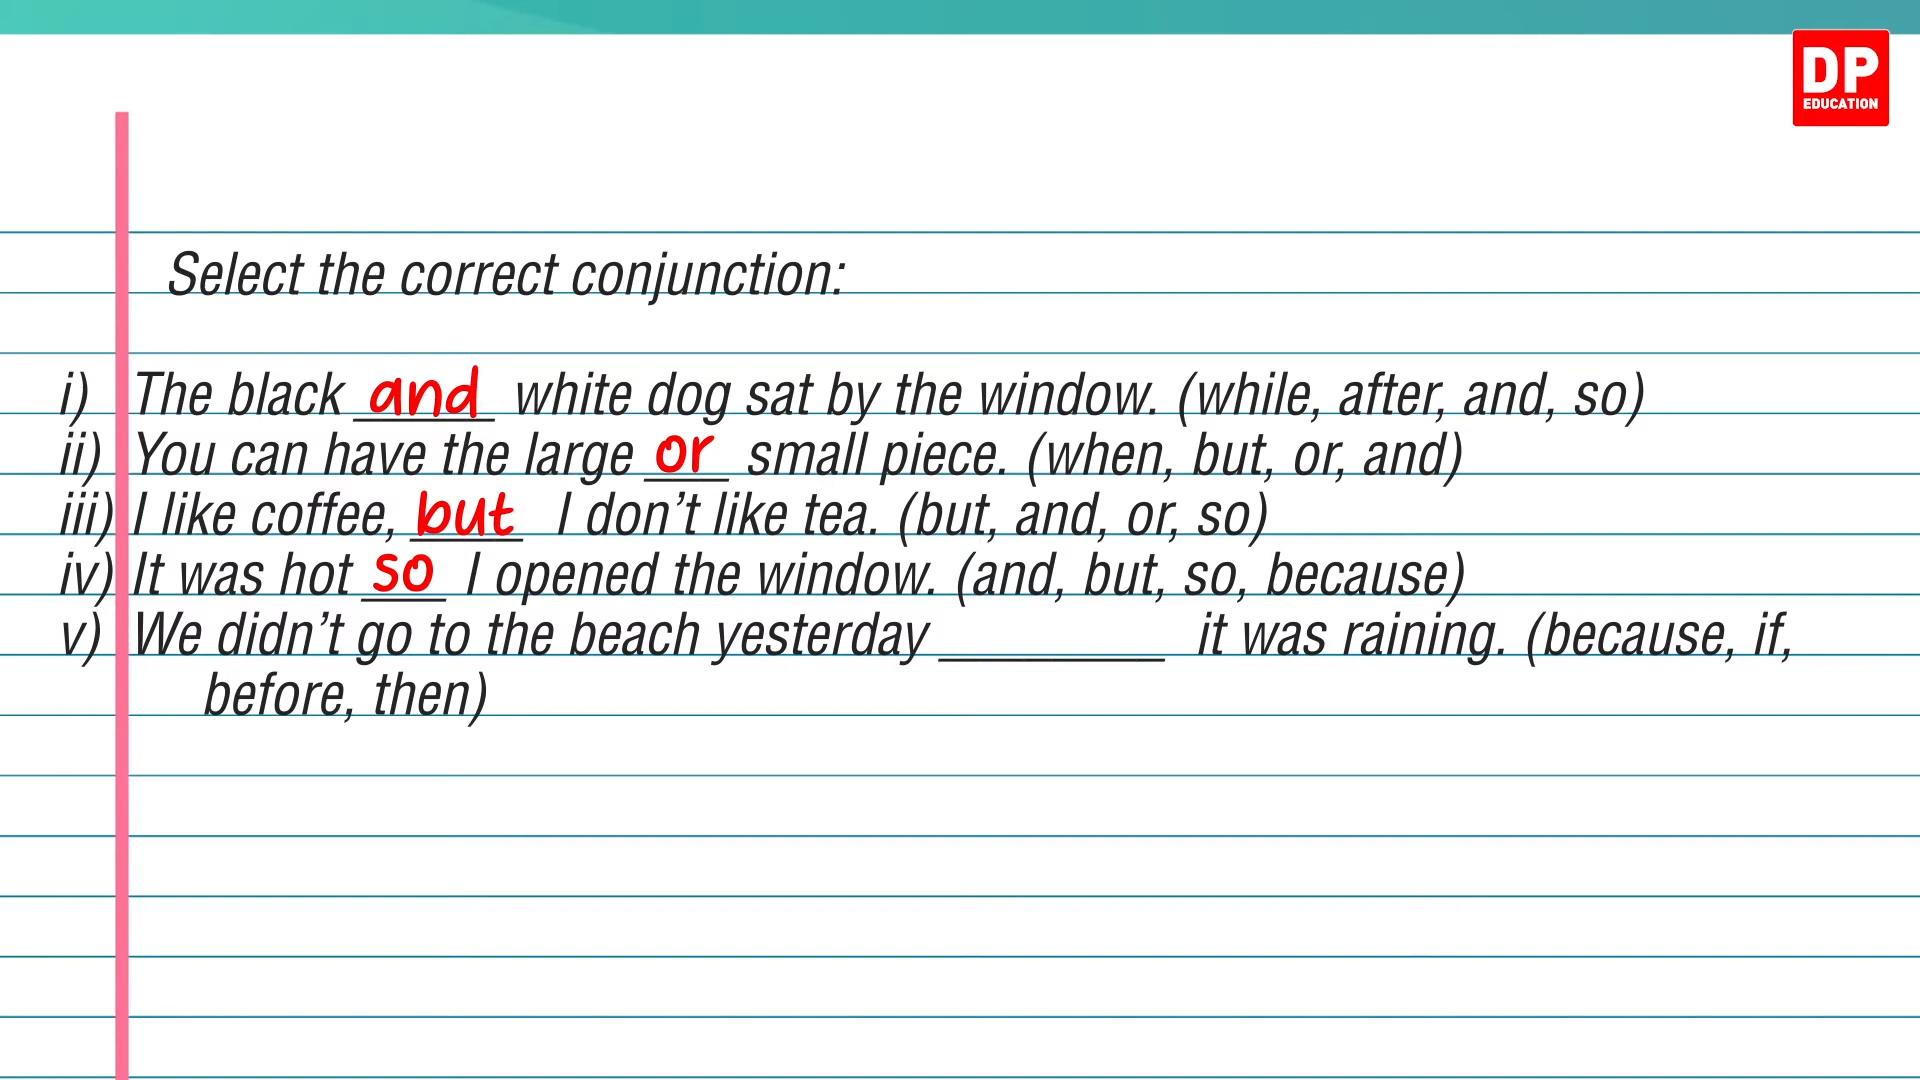 DP
EDUCATION
Select the correct conjunction:
i) The black and white dog sat by the window. (while, after, and, so)
ii) You can have the large or small piece. (when, but, or, and)
iii) I like coffee, but I don’t like tea. (but, and, or, so)
iv) It was hot so I opened the window. (and, but, so, because)
v) We didn’t go to the beach yesterday ________ it was raining. (because, if,
before, then)